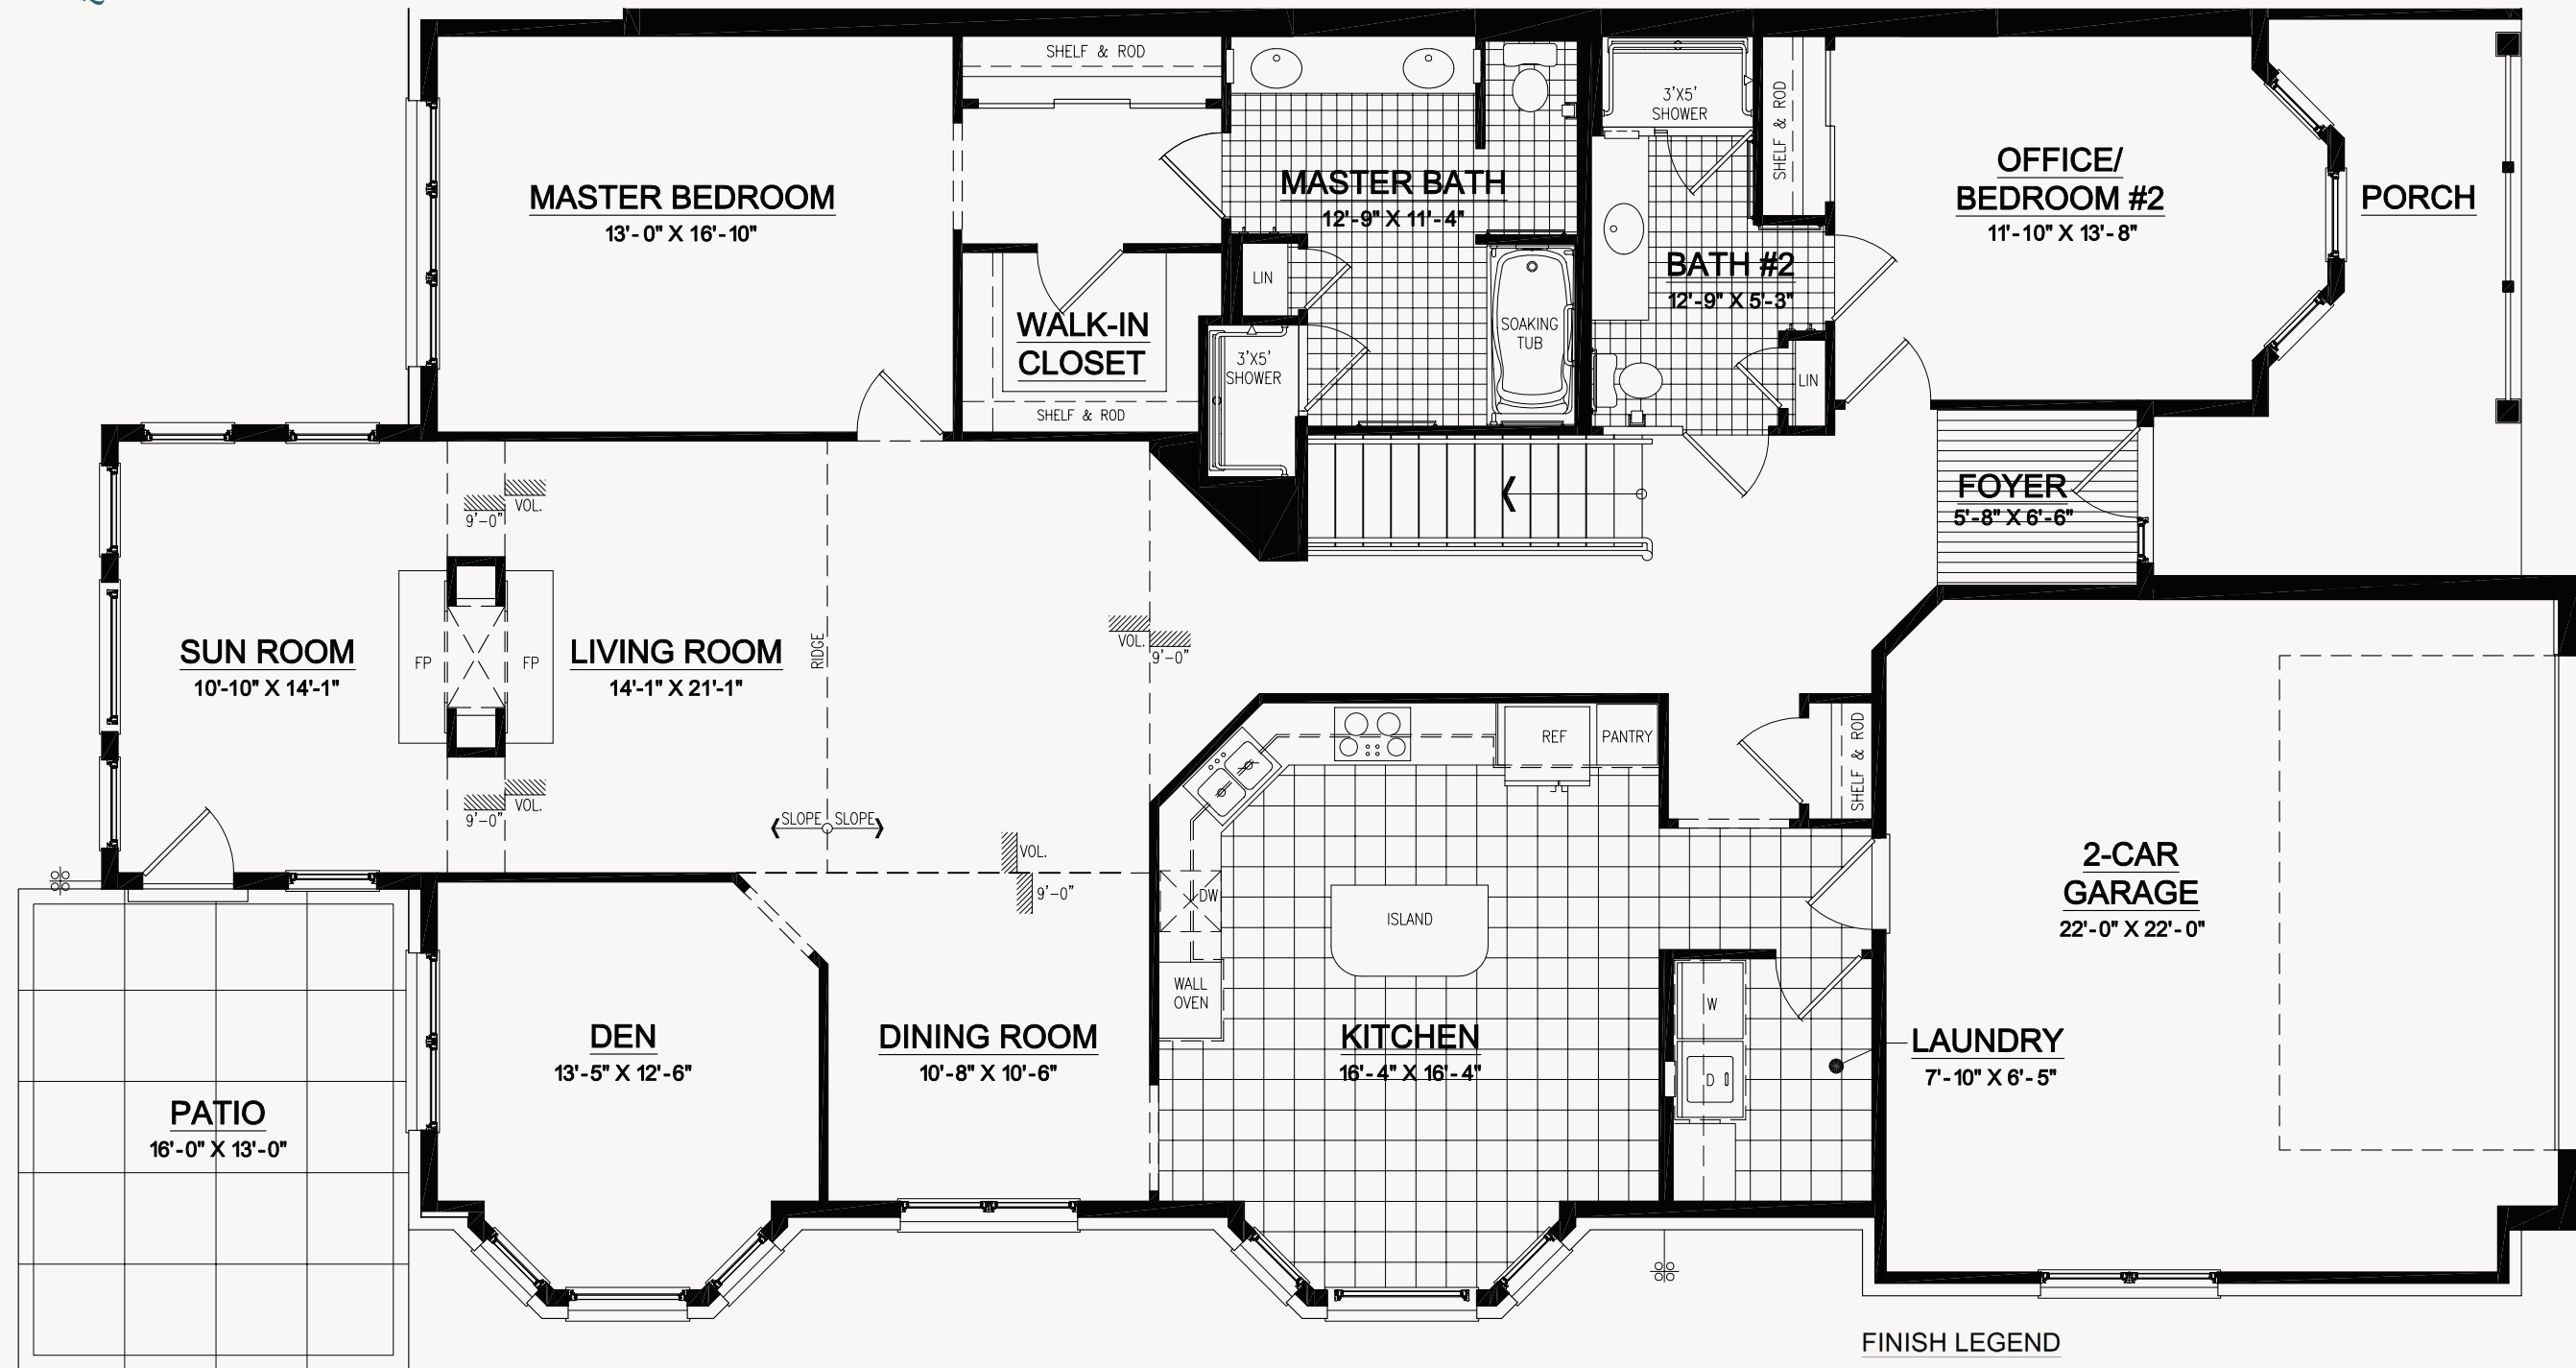 SHELF & ROD
MASTER BEDROOM
13'-0" X 16'-10"
WALK-IN
CLOSET
SHELF & ROD
MASTER BATH
12'-9" X 11'-4"
LIN
3'X5'
SHOWER
SOAKING
TUB
3'X5'
SHOWER
SHELF & ROD
BATH #2
12'-9" X 5'-3"
LIN
OFFICE/
BEDROOM #2
11'-10" X 13'-8"
PORCH
FOYER
5'-8" X 6'-6"
VOL.
9'-0"
SUN ROOM
10'-10" X 14'-1"
FP
FP
LIVING ROOM
14'-1" X 21'-1"
RIDGE
VOL.
9'-0"
VOL.
9'-0"
SLOPE
SLOPE
VOL.
9'-0"
REF
PANTRY
SHELF & ROD
DW
ISLAND
WALL
OVEN
2-CAR
GARAGE
22'-0" X 22'-0"
W
D
LAUNDRY
7'-10" X 6'-5"
DEN
13'-5" X 12'-6"
DINING ROOM
10'-8" X 10'-6"
KITCHEN
16'-4" X 16'-4"
PATIO
16'-0" X 13'-0"
FINISH LEGEND